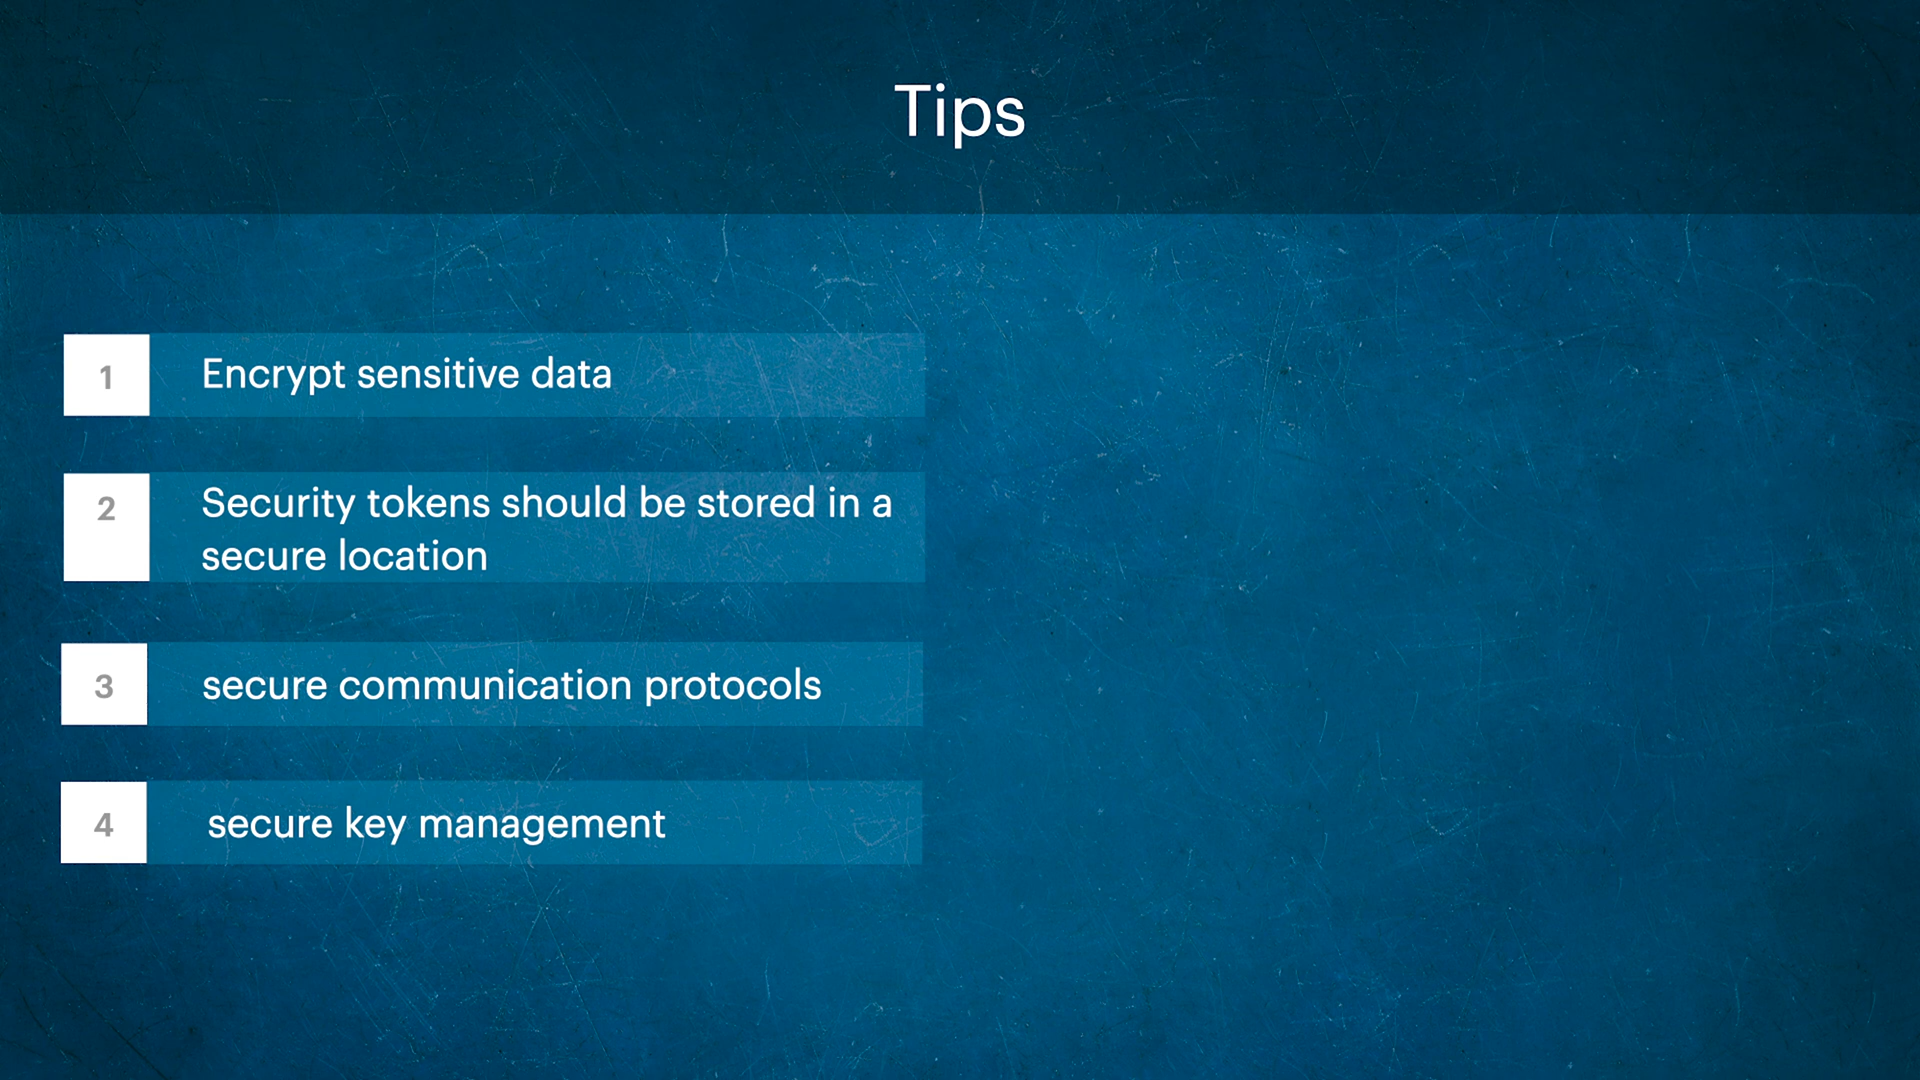 Tips
1 Encrypt sensitive data
2 Security tokens should be stored in a
secure location
3 secure communication protocols
4 secure key management